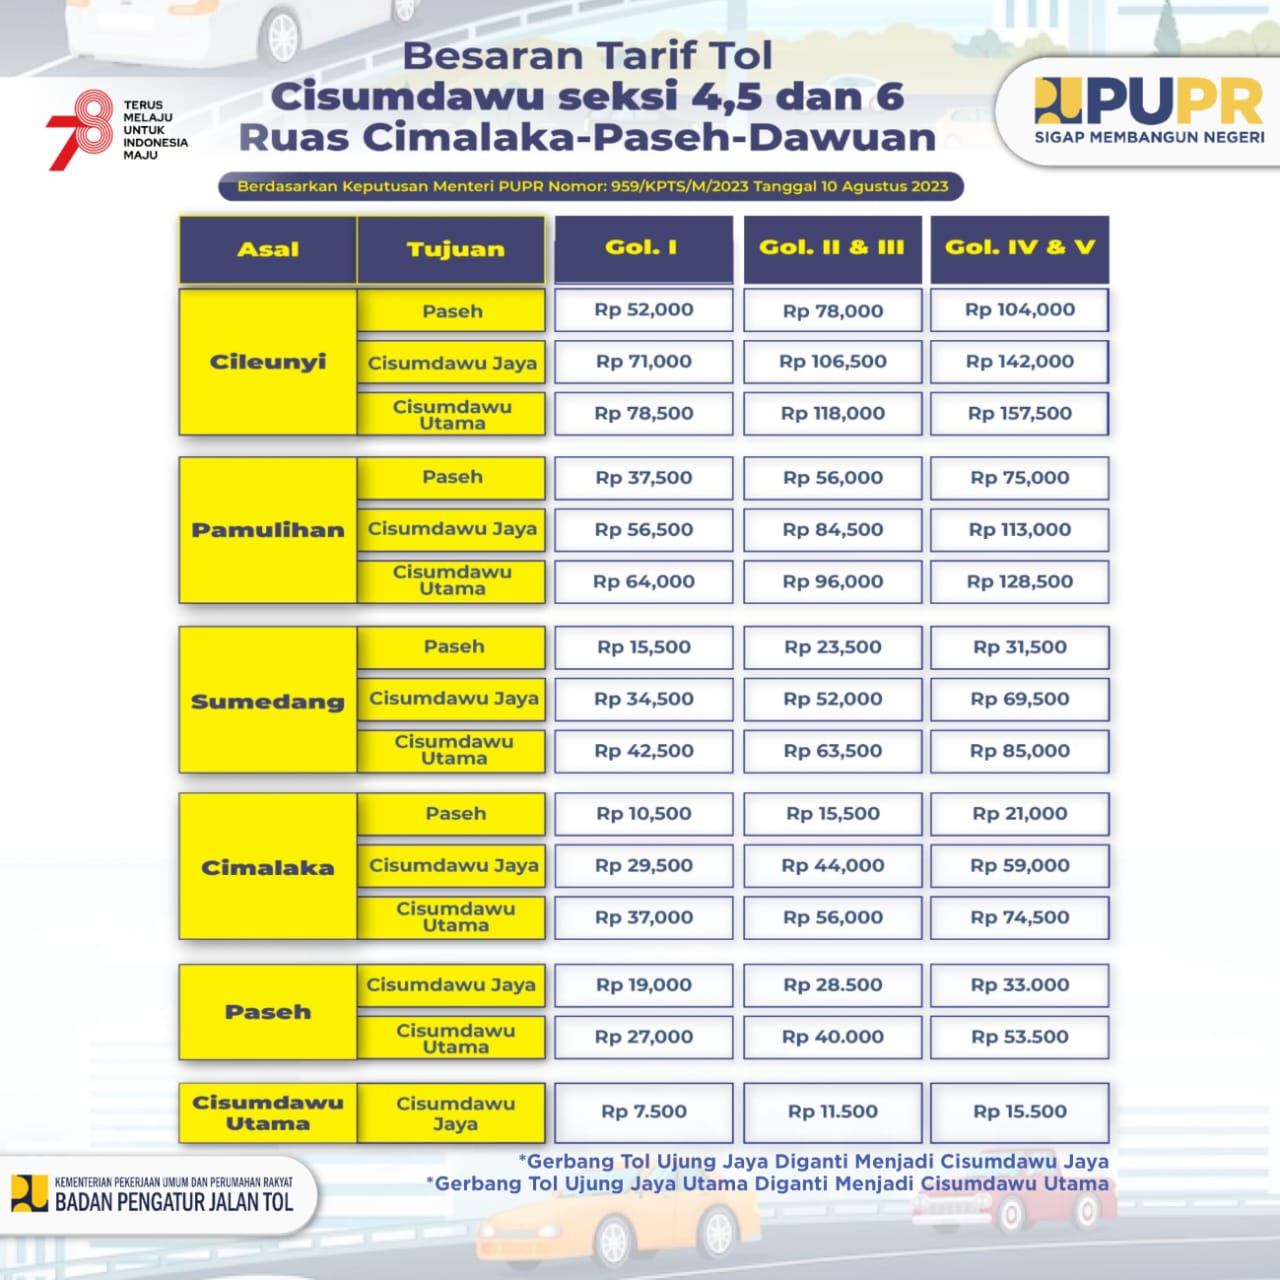 Besaran Tarif Tol
Cisumdawu seksi 4,5 dan 6
Ruas Cimalaka-Paseh-Dawuan
78 TERUS
MELAJU
UNTUK
INDONESIA
MAJU
PUPR
SIGAP MEMBANGUN NEGERI
Berdasarkan Keputusan Menteri PUPR Nomor: 959/KPTS/M/2023 Tanggal 10 Agustus 2023
Asal Tujuan Gol. I Gol. II & III Gol. IV & V
Cileunyi
Paseh Rp 52,000 Rp 78,000 Rp 104,000
Cisumdawu Jaya Rp 71,000 Rp 106,500 Rp 142,000
Cisumdawu
Utama Rp 78,500 Rp 118,000 Rp 157,500
Pamulihan
Paseh Rp 37,500 Rp 56,000 Rp 75,000
Cisumdawu Jaya Rp 56,500 Rp 84,500 Rp 113,000
Cisumdawu
Utama Rp 64,000 Rp 96,000 Rp 128,500
Sumedang
Paseh Rp 15,500 Rp 23,500 Rp 31,500
Cisumdawu Jaya Rp 34,500 Rp 52,000 Rp 69,500
Cisumdawu
Utama Rp 42,500 Rp 63,500 Rp 85,000
Cimalaka
Paseh Rp 10,500 Rp 15,500 Rp 21,000
Cisumdawu Jaya Rp 29,500 Rp 44,000 Rp 59,000
Cisumdawu
Utama Rp 37,000 Rp 56,000 Rp 74,500
Paseh
Cisumdawu Jaya Rp 19,000 Rp 28.500 Rp 33.000
Cisumdawu
Utama Rp 27,000 Rp 40.000 Rp 53.500
Cisumdawu
Utama
Cisumdawu
Jaya Rp 7.500 Rp 11.500 Rp 15.500
*Gerbang Tol Ujung Jaya Diganti Menjadi Cisumdawu Jaya
*Gerbang Tol Ujung Jaya Utama Diganti Menjadi Cisumdawu Utama
KEMENTERIAN PEKERJAAN UMUM DAN PERUMAHAN RAKYAT
BADAN PENGATUR JALAN TOL